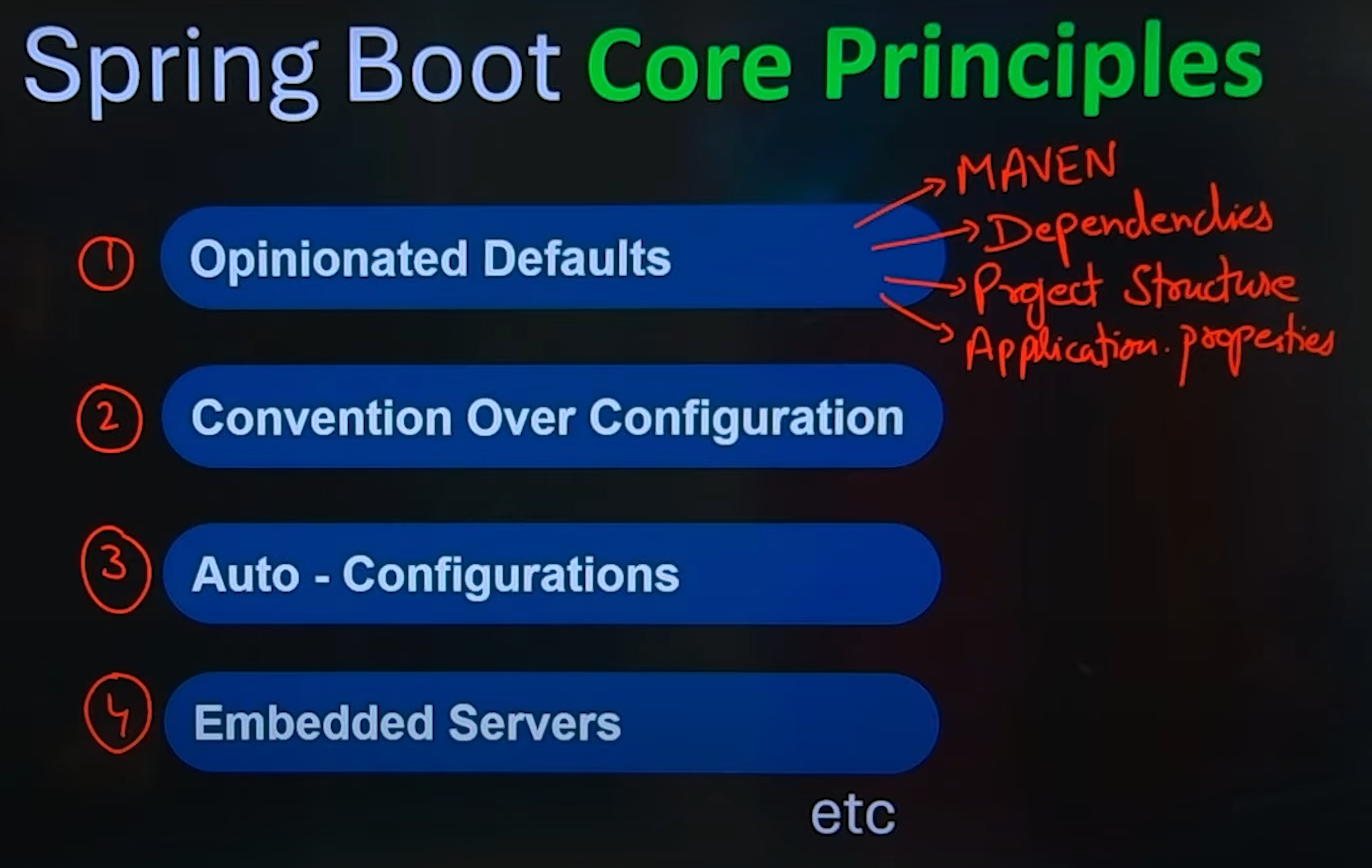 Spring Boot Core Principles
→ MAVEN
1 Opinionated Defaults
→ Dependencies
→ Project Structure
→ Application.properties
2 Convention Over Configuration
3 Auto - Configurations
4 Embedded Servers
etc